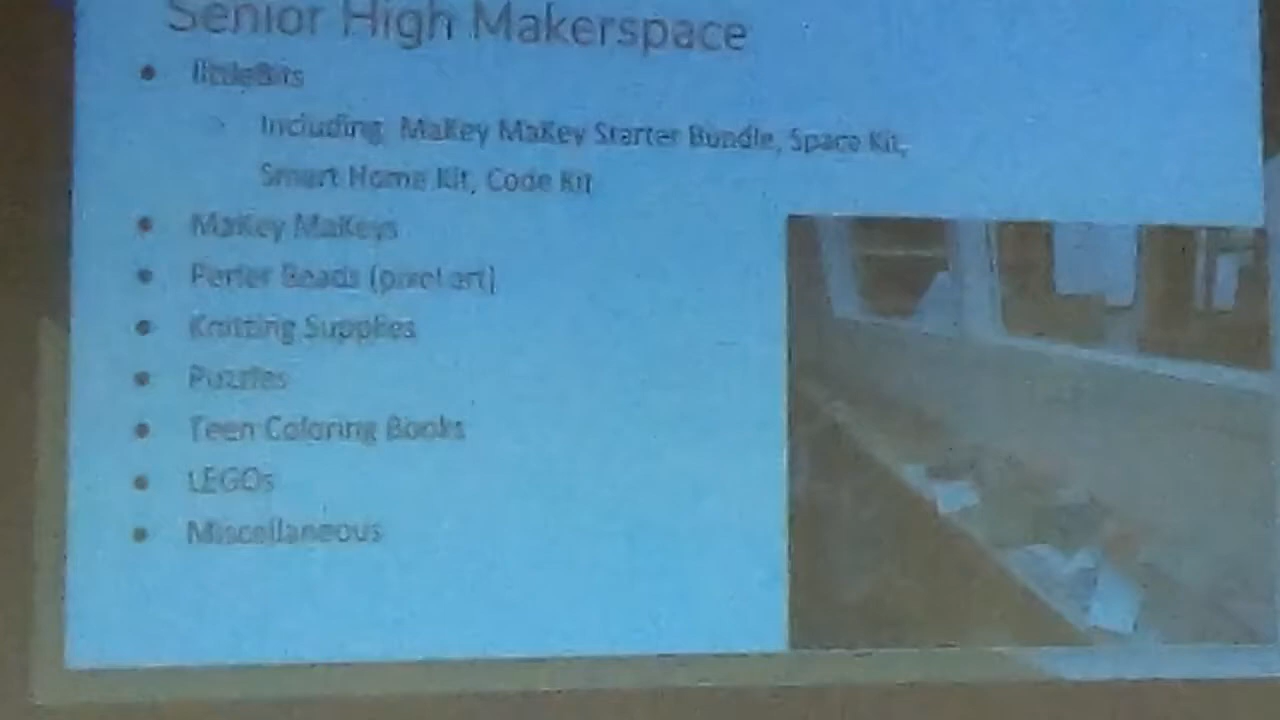 Senior High Makerspace
littleBits
Including MaKey MaKey Starter Bundle, Space Kit,
Smart Home Kit, Code Kit
MaKey MaKeys
Perler Beads (pixel art)
Knitting Supplies
Puzzles
Teen Coloring Books
LEGOs
Miscellaneous